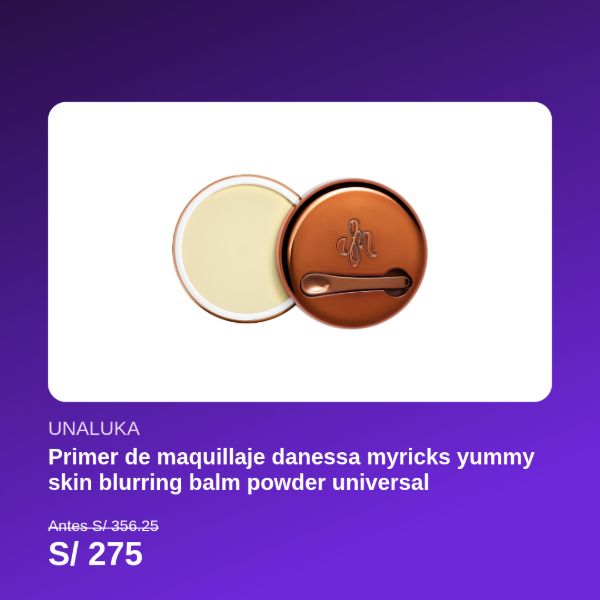 UNALUKA
Primer de maquillaje danessa myricks yummy
skin blurring balm powder universal
Antes S/ 356.25
S/ 275